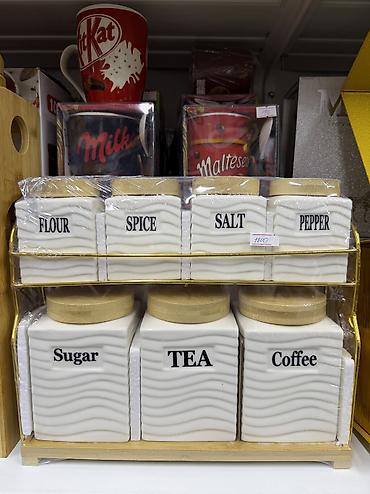 KitKat
Milka
Maltesers
M
FLOUR
SPICE
SALT
PEPPER
Sugar
TEA
Coffee